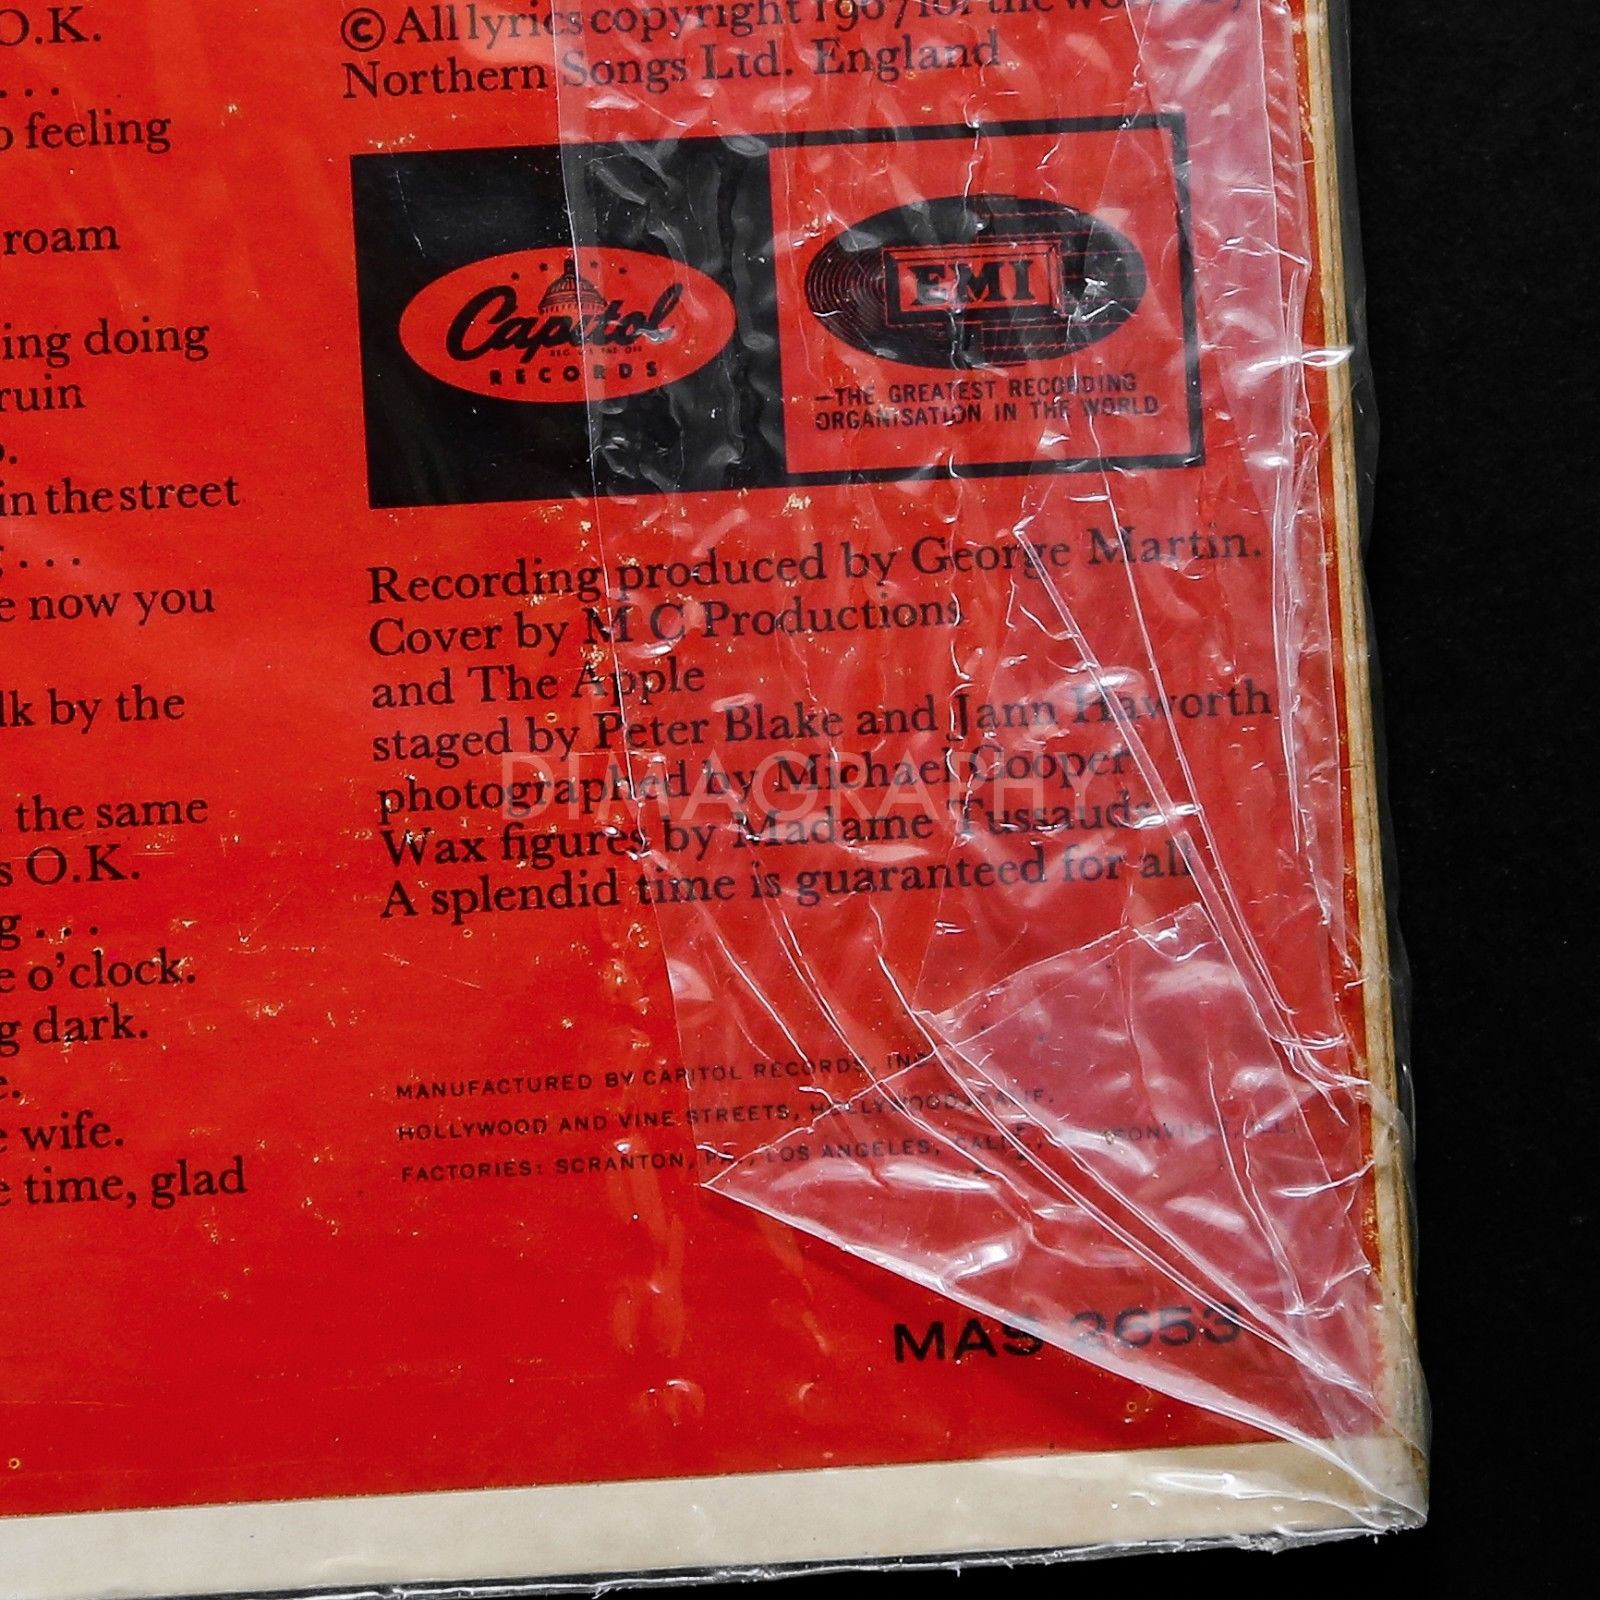 O.K.
...
feeling
roam
ing doing
ruin
in the street
...
now you
lk by the
the same
s O.K.
g...
e o'clock.
g dark.
e.
wife.
time, glad
© All lyrics copyright 1967 for the world by
Northern Songs Ltd. England
Capitol
RECORDS
EMI
—THE GREATEST RECORDING
ORGANISATION IN THE WORLD
Recording produced by George Martin.
Cover by M C Productions
and The Apple
staged by Peter Blake and Jann Haworth
photographed by Michael Cooper
Wax figures by Madame Tussauds
A splendid time is guaranteed for all
DIMAGRAPHY
MANUFACTURED BY CAPITOL RECORDS, INC.
HOLLYWOOD AND VINE STREETS, HOLLYWOOD, CALIF.
FACTORIES: SCRANTON, PA., LOS ANGELES, CALIF., JACKSONVILLE, ILL.
MAS 2653